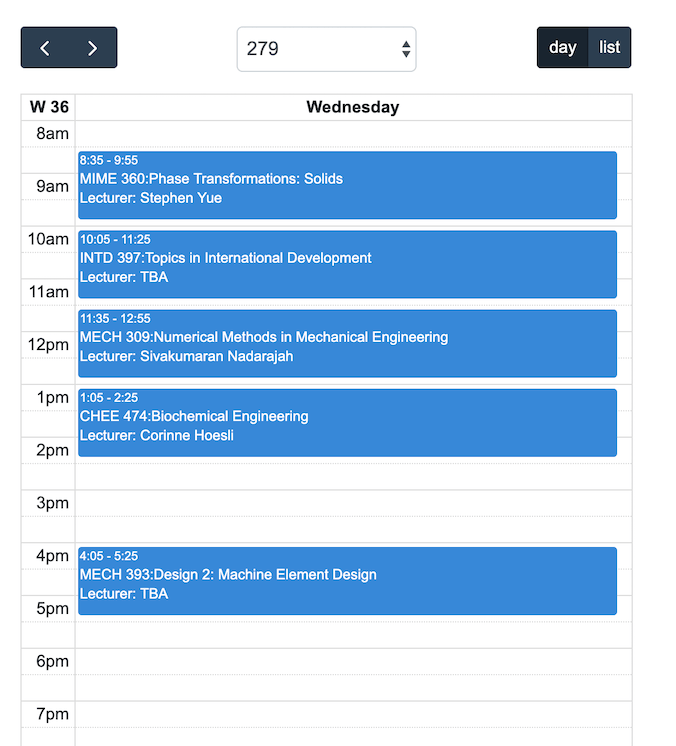 279
day list
W 36 Wednesday
8am
8:35 - 9:55
MIME 360:Phase Transformations: Solids
9am
Lecturer: Stephen Yue
10am
10:05 - 11:25
INTD 397:Topics in International Development
Lecturer: TBA
11am
11:35 - 12:55
MECH 309:Numerical Methods in Mechanical Engineering
12pm
Lecturer: Sivakumaran Nadarajah
1pm
1:05 - 2:25
CHEE 474:Biochemical Engineering
Lecturer: Corinne Hoesli
2pm
3pm
4pm
4:05 - 5:25
MECH 393:Design 2: Machine Element Design
Lecturer: TBA
5pm
6pm
7pm